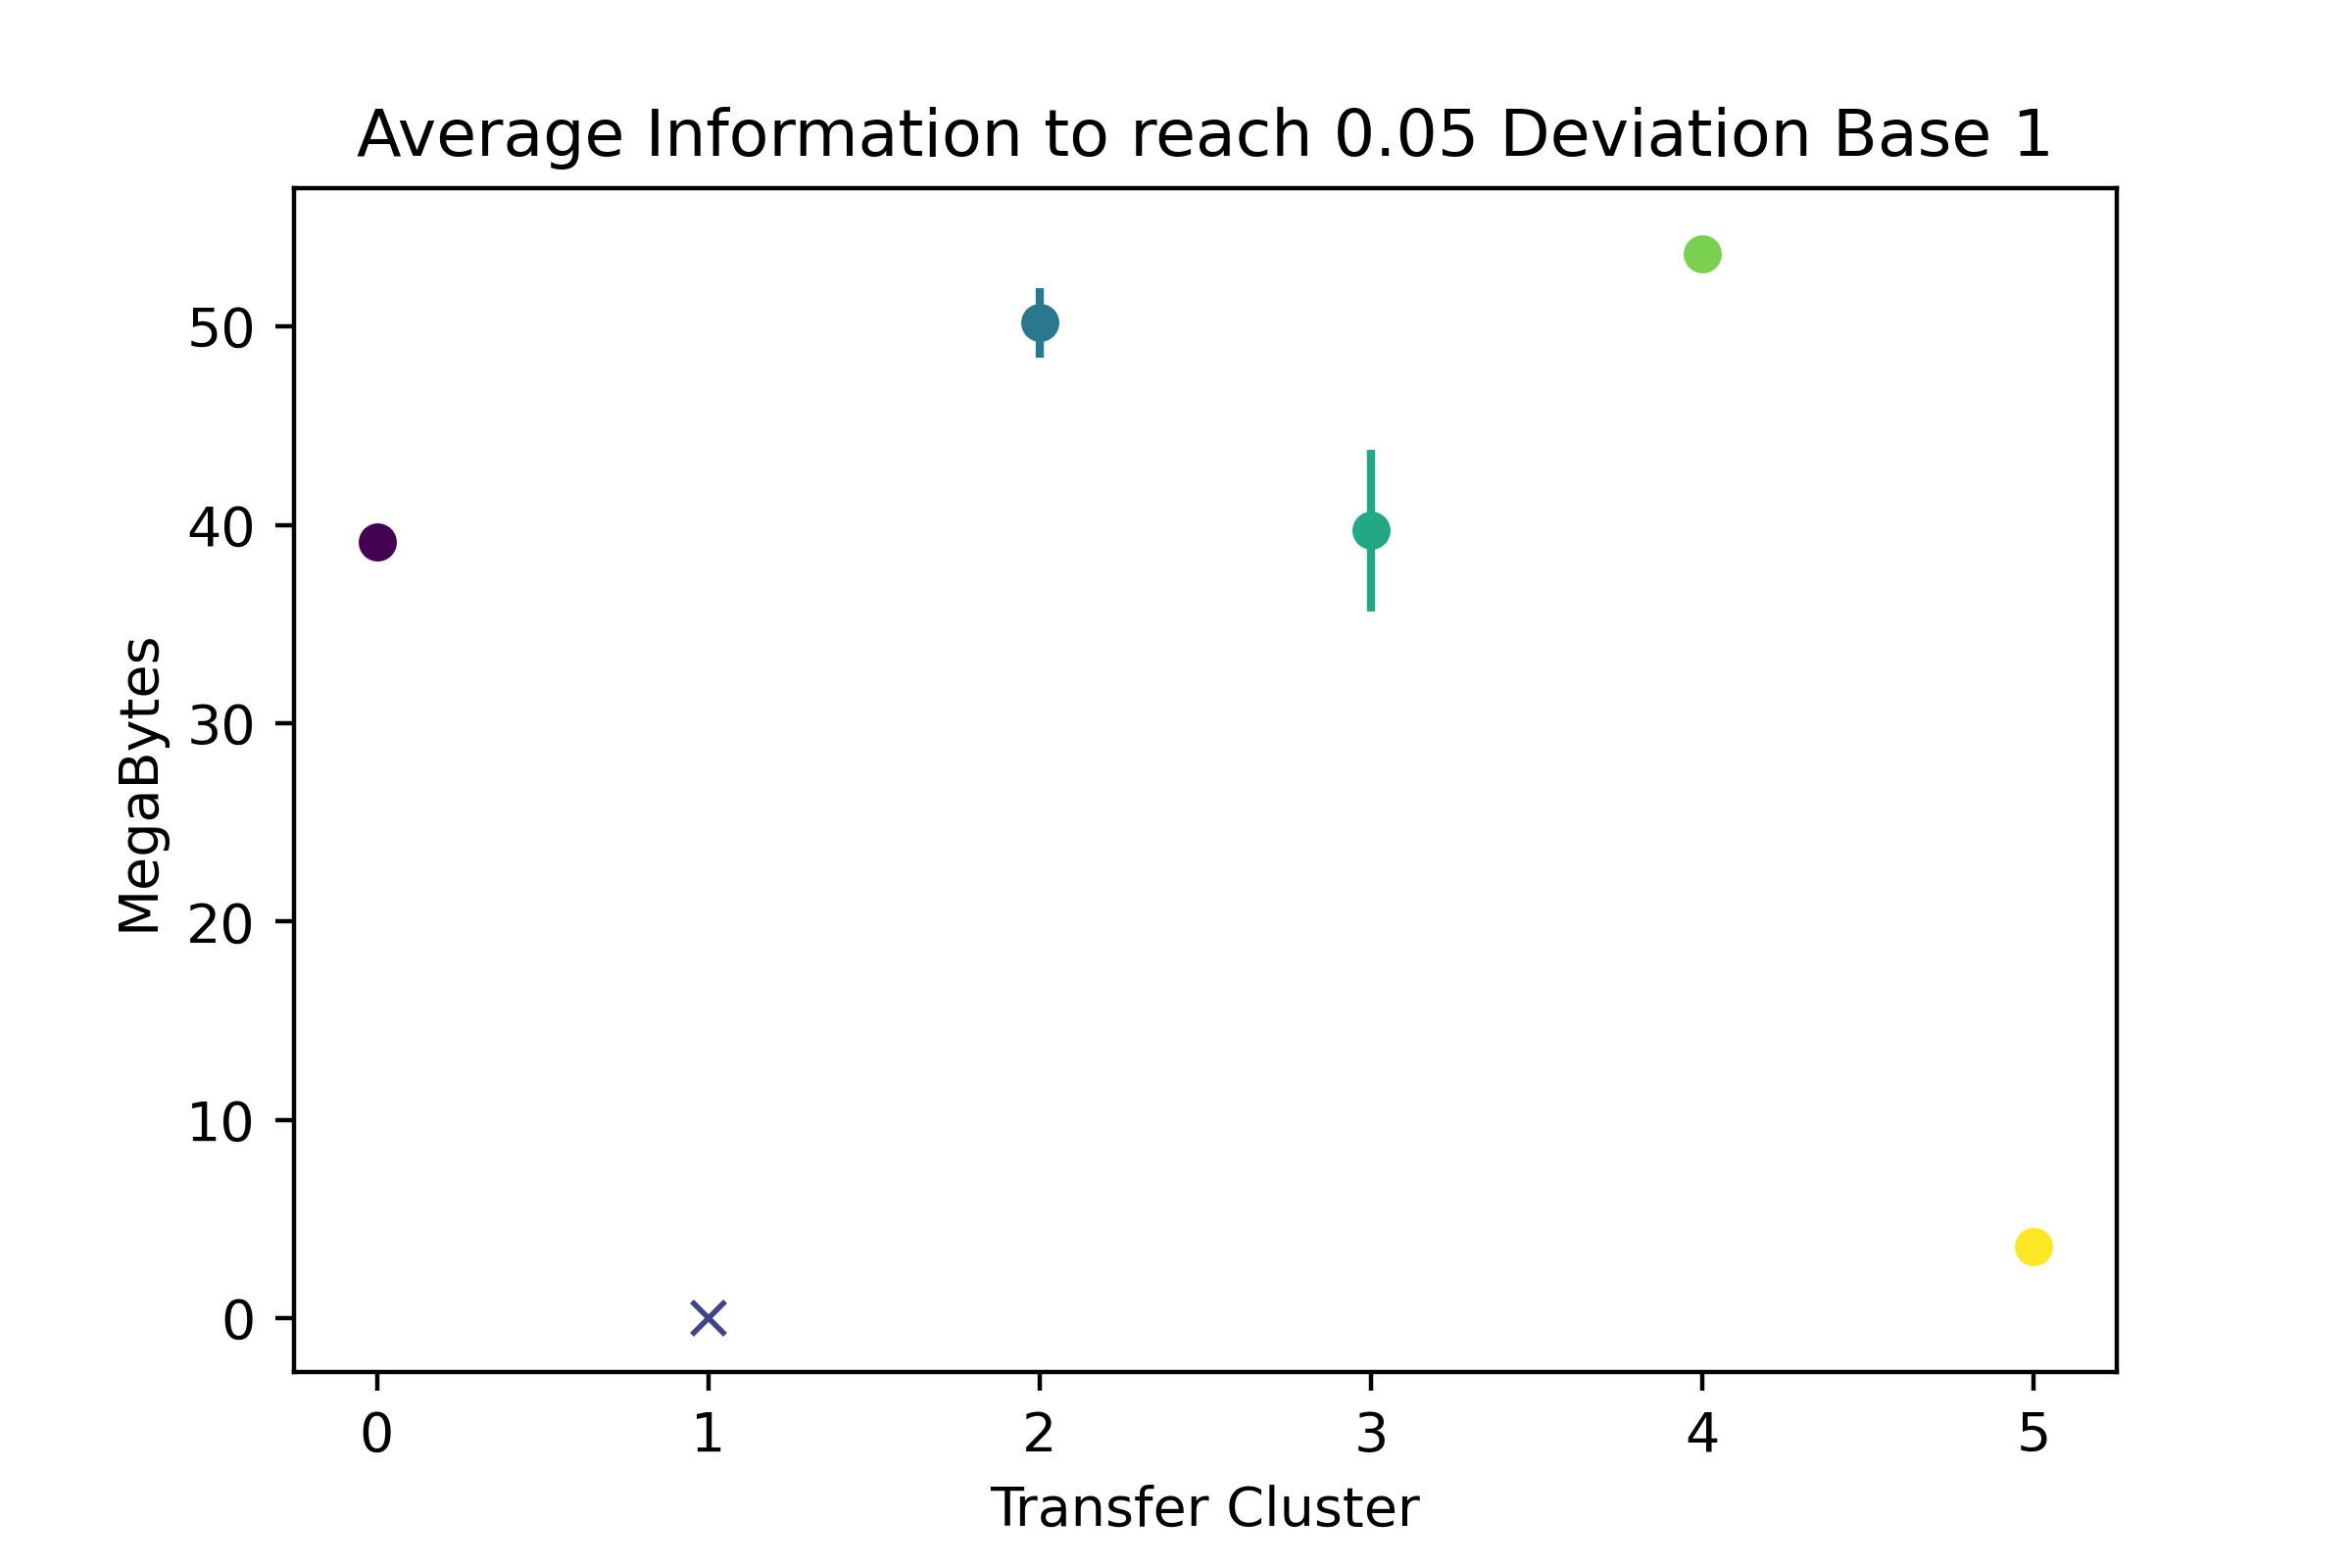 Average Information to reach 0.05 Deviation Base 1
MegaBytes
50
40
30
20
10
0
0 1 2 3 4 5
Transfer Cluster